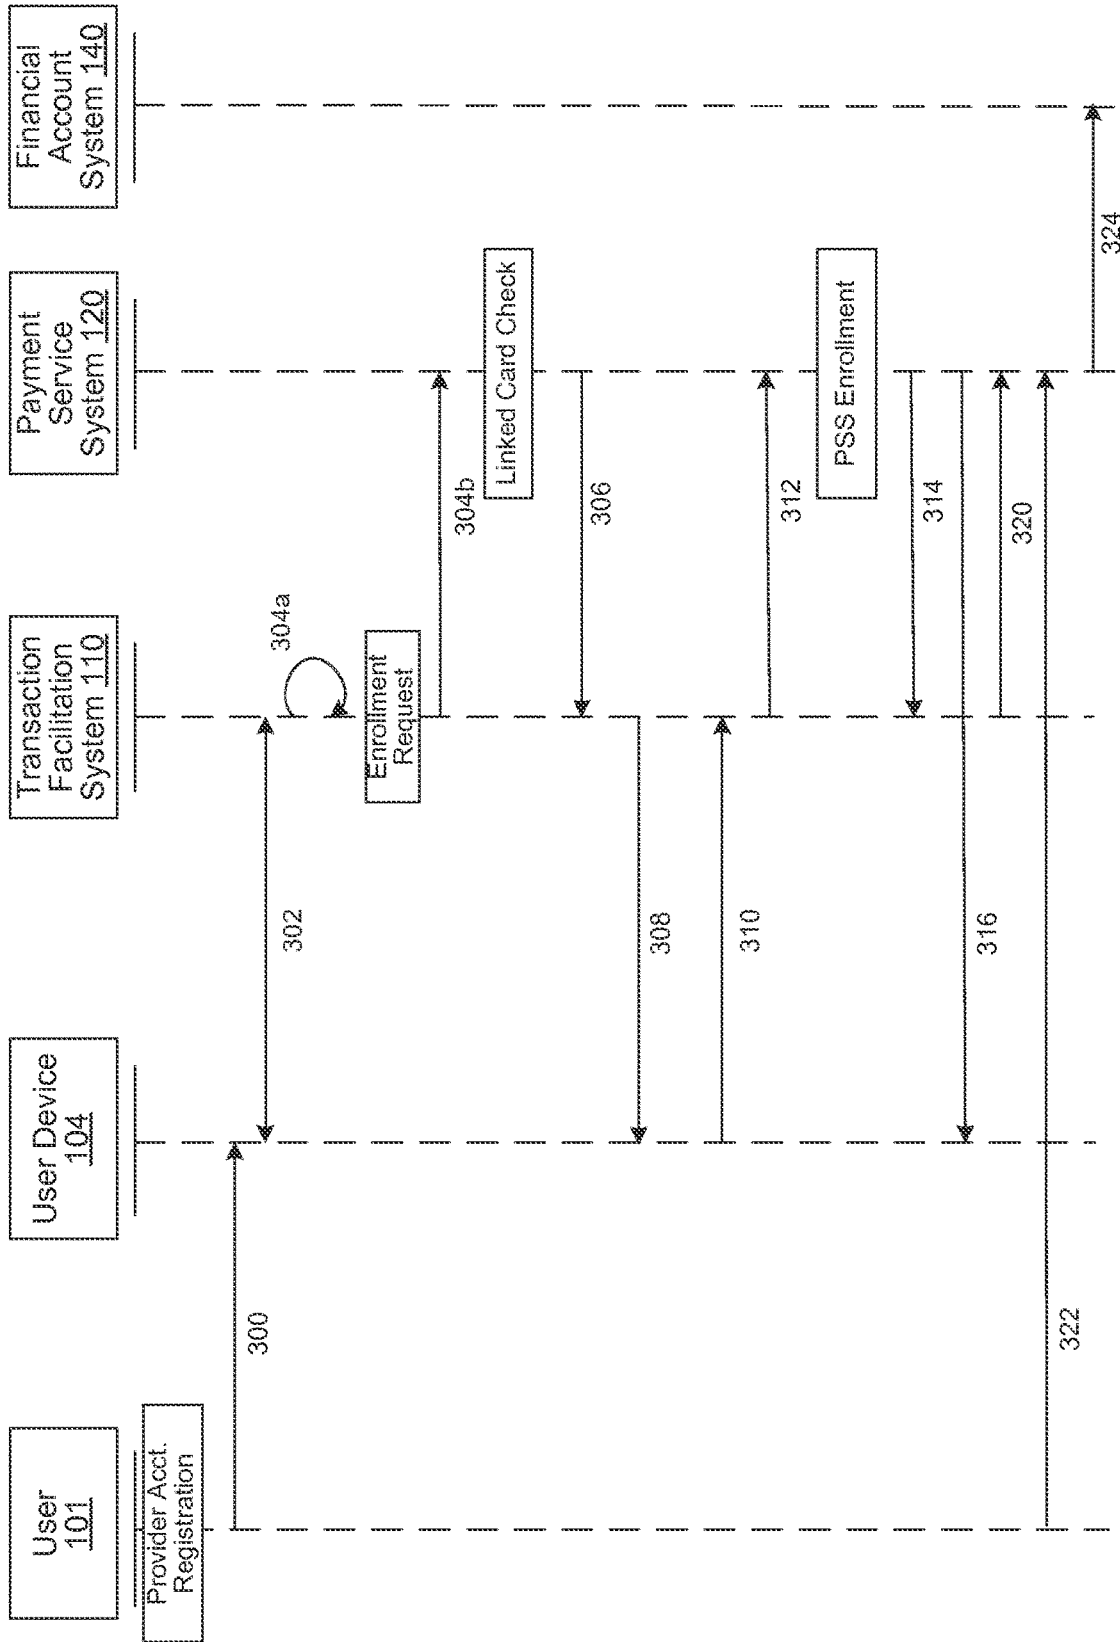 User
101
User Device
104
Transaction
Facilitation
System 110
Payment
Service
System 120
Financial
Account
System 140
Provider Acct.
Registration
300
302
304a
Enrollment
Request
304b
Linked Card Check
306
308
310
312
PSS Enrollment
314
316
320
322
324